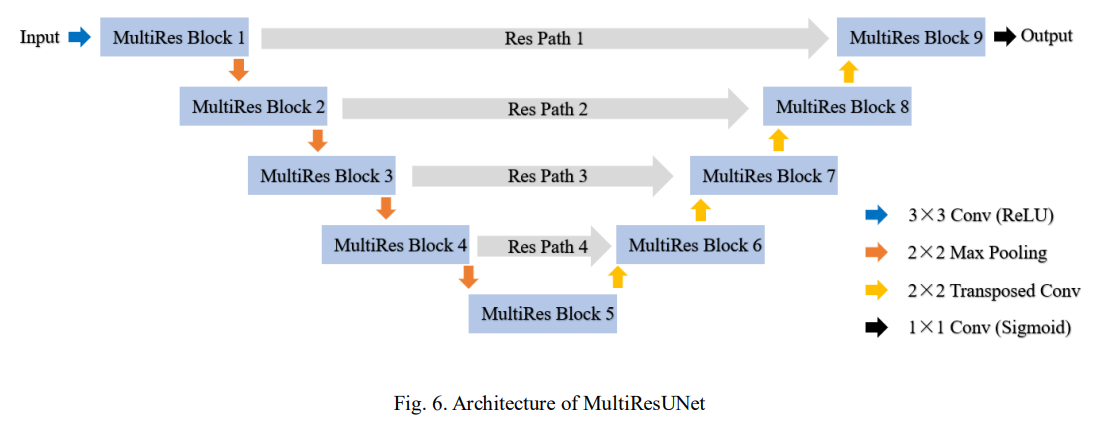 Input
MultiRes Block 1
Res Path 1
MultiRes Block 9
Output
MultiRes Block 2
Res Path 2
MultiRes Block 8
MultiRes Block 3
Res Path 3
MultiRes Block 7
MultiRes Block 4
Res Path 4
MultiRes Block 6
MultiRes Block 5
3×3 Conv (ReLU)
2×2 Max Pooling
2×2 Transposed Conv
1×1 Conv (Sigmoid)
Fig. 6. Architecture of MultiResUNet